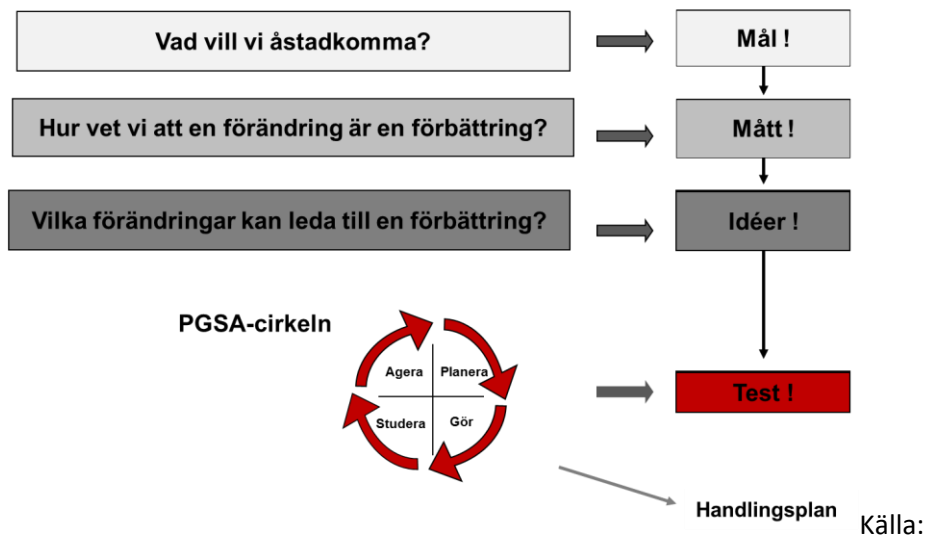 Vad vill vi åstadkomma?
Mål !
Hur vet vi att en förändring är en förbättring?
Mått !
Vilka förändringar kan leda till en förbättring?
Idéer !
PGSA-cirkeln
Agera
Planera
Studera
Gör
Test !
Handlingsplan
Källa: